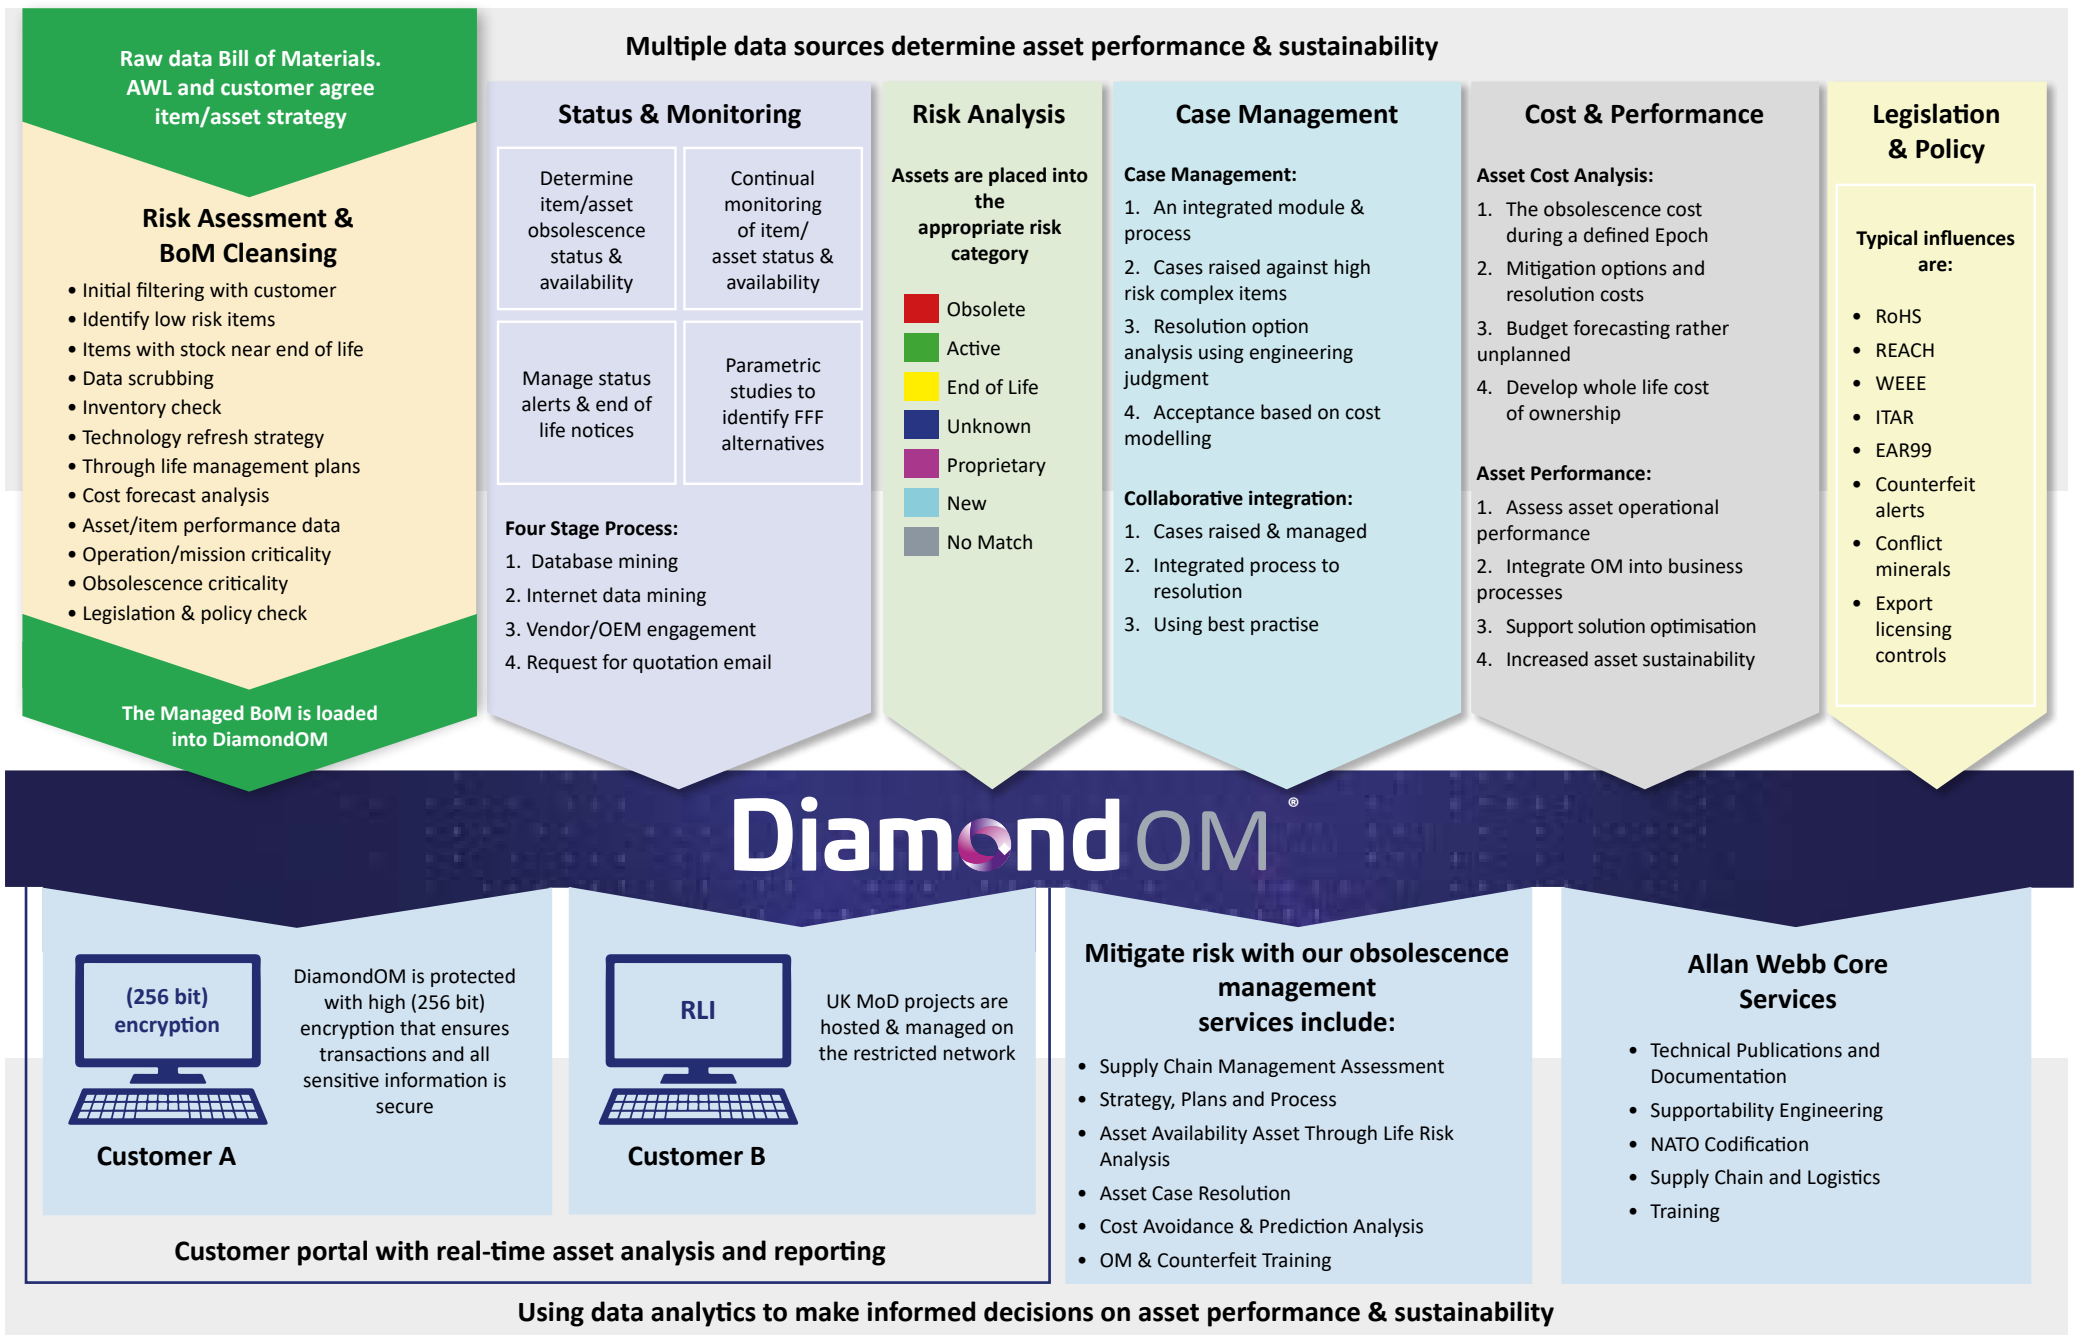 Multiple data sources determine asset performance & sustainability
Raw data Bill of Materials.
AWL and customer agree
item/asset strategy
Risk Asessment &
BoM Cleansing
• Initial filtering with customer
• Identify low risk items
• Items with stock near end of life
• Data scrubbing
• Inventory check
• Technology refresh strategy
• Through life management plans
• Cost forecast analysis
• Asset/item performance data
• Operation/mission criticality
• Obsolescence criticality
• Legislation & policy check
The Managed BoM is loaded
into DiamondOM
Status & Monitoring
Determine
item/asset
obsolescence
status &
availability
Continual
monitoring
of item/
asset status &
availability
Manage status
alerts & end of
life notices
Parametric
studies to
identify FFF
alternatives
Four Stage Process:
1. Database mining
2. Internet data mining
3. Vendor/OEM engagement
4. Request for quotation email
Risk Analysis
Assets are placed into
the
appropriate risk
category
Obsolete
Active
End of Life
Unknown
Proprietary
New
No Match
Case Management
Case Management:
1. An integrated module &
process
2. Cases raised against high
risk complex items
3. Resolution option
analysis using engineering
judgment
4. Acceptance based on cost
modelling
Collaborative integration:
1. Cases raised & managed
2. Integrated process to
resolution
3. Using best practise
Cost & Performance
Asset Cost Analysis:
1. The obsolescence cost
during a defined Epoch
2. Mitigation options and
resolution costs
3. Budget forecasting rather
unplanned
4. Develop whole life cost
of ownership
Asset Performance:
1. Assess asset operational
performance
2. Integrate OM into business
processes
3. Support solution optimisation
4. Increased asset sustainability
Legislation
& Policy
Typical influences
are:
• RoHS
• REACH
• WEEE
• ITAR
• EAR99
• Counterfeit
alerts
• Conflict
minerals
• Export
licensing
controls
Diamond OM ®
(256 bit)
encryption
DiamondOM is protected
with high (256 bit)
encryption that ensures
transactions and all
sensitive information is
secure
Customer A
RLI
UK MoD projects are
hosted & managed on
the restricted network
Customer B
Customer portal with real-time asset analysis and reporting
Mitigate risk with our obsolescence
management
services include:
• Supply Chain Management Assessment
• Strategy, Plans and Process
• Asset Availability Asset Through Life Risk
Analysis
• Asset Case Resolution
• Cost Avoidance & Prediction Analysis
• OM & Counterfeit Training
Allan Webb Core
Services
• Technical Publications and
Documentation
• Supportability Engineering
• NATO Codification
• Supply Chain and Logistics
• Training
Using data analytics to make informed decisions on asset performance & sustainability